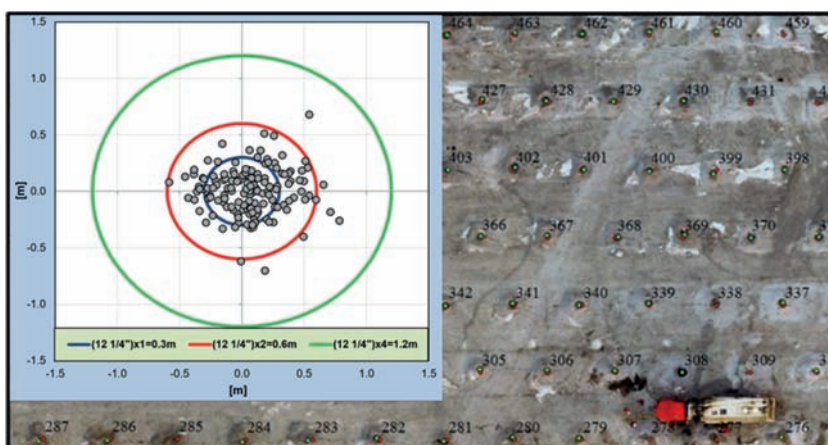 1.5
1.0
0.5
0.0
-0.5
-1.0
-1.5
[m]
(12 1/4")x1=0.3m (12 1/4")x2=0.6m (12 1/4")x4=1.2m
-1.5 -1.0 -0.5 0.0 0.5 1.0 1.5
[m]
464 463 462 461 460 459
427 428 429 430 431
403 402 401 400 399 398
366 367 368 369 370
342 341 340 339 338 337
305 306 307 308 309
287 286 285 284 283 282 281 280 279 278 277 276